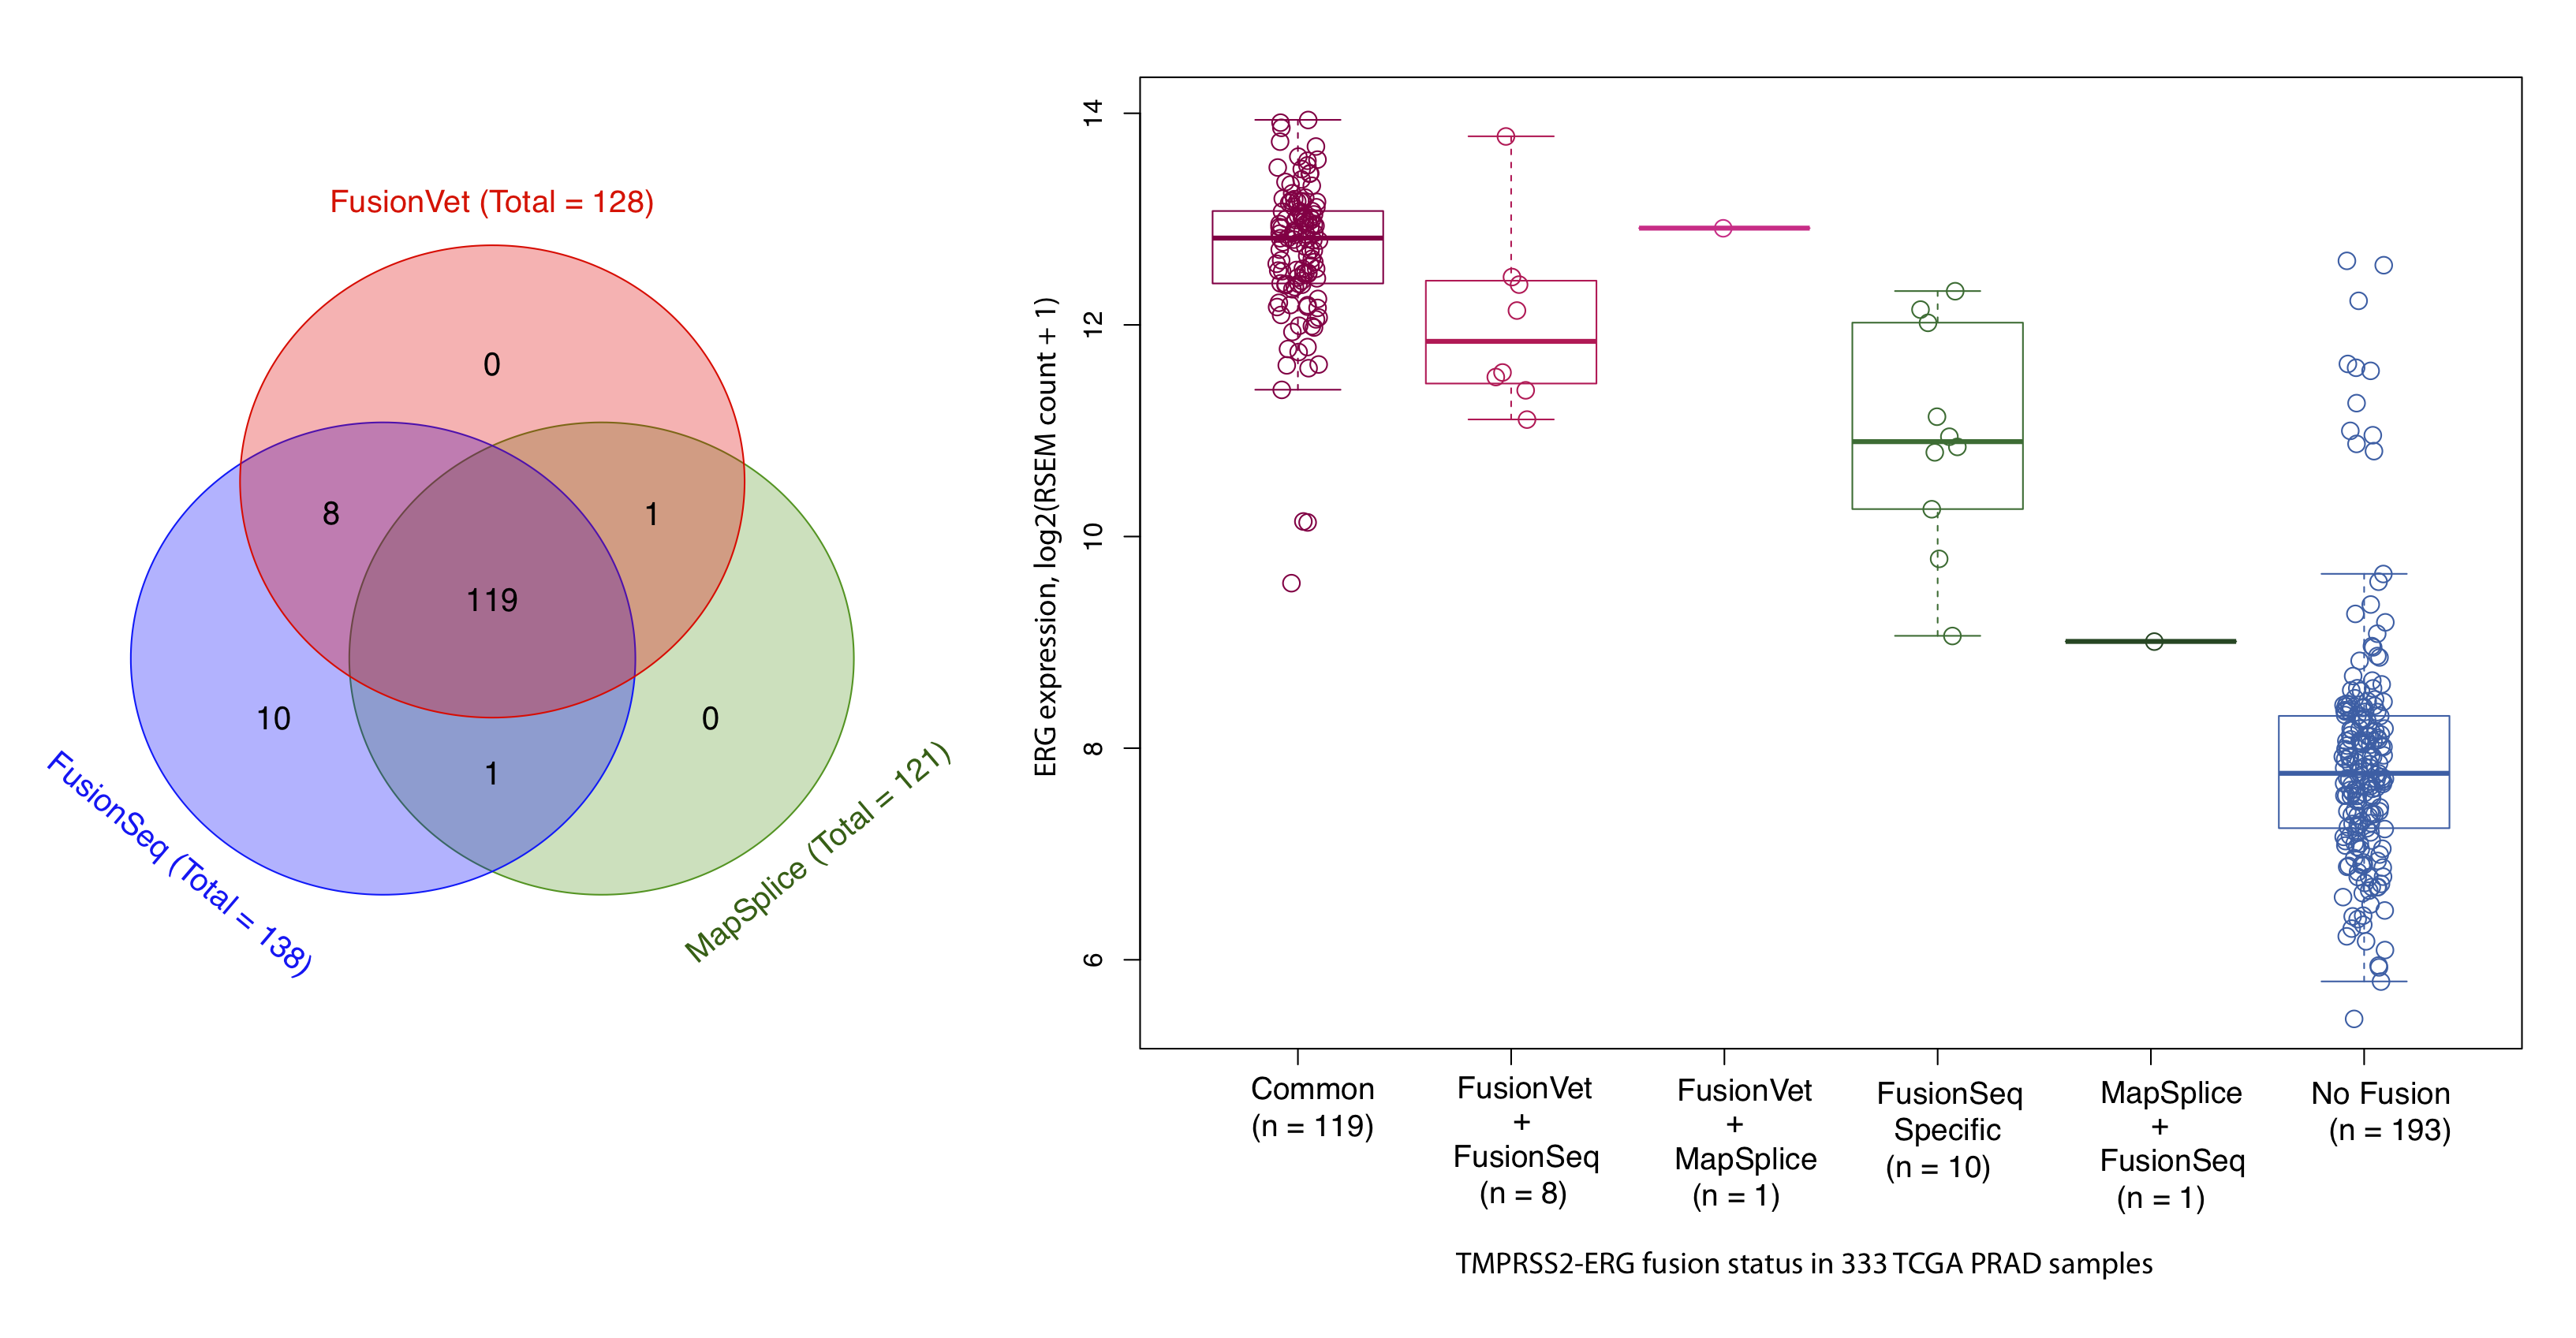 FusionVet (Total = 128)
0
8
1
119
10
0
1
FusionSeq (Total = 138)
MapSplice (Total = 121)
ERG expression, log2(RSEM count + 1)
14
12
10
8
6
Common
(n = 119)
FusionVet
+
FusionSeq
(n = 8)
FusionVet
+
MapSplice
(n = 1)
FusionSeq
Specific
(n = 10)
MapSplice
+
FusionSeq
(n = 1)
No Fusion
(n = 193)
TMPRSS2-ERG fusion status in 333 TCGA PRAD samples